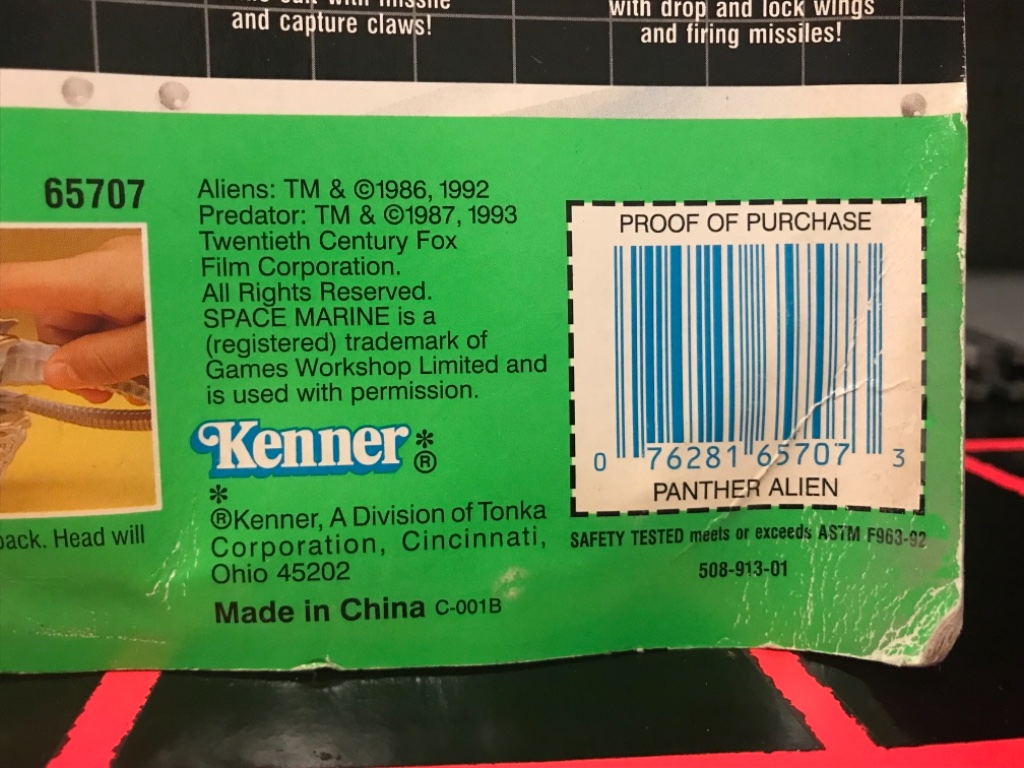 with missile
and capture claws!
with drop and lock wings
and firing missiles!
65707
Aliens: TM & ©1986, 1992
Predator: TM & ©1987, 1993
Twentieth Century Fox
Film Corporation.
All Rights Reserved.
SPACE MARINE is a
(registered) trademark of
Games Workshop Limited and
is used with permission.
Kenner*®
*
®Kenner, A Division of Tonka
Corporation, Cincinnati,
Ohio 45202
Made in China C-001B
PROOF OF PURCHASE
0 76281 65707 3
PANTHER ALIEN
SAFETY TESTED meets or exceeds ASTM F963-92
508-913-01
back. Head will